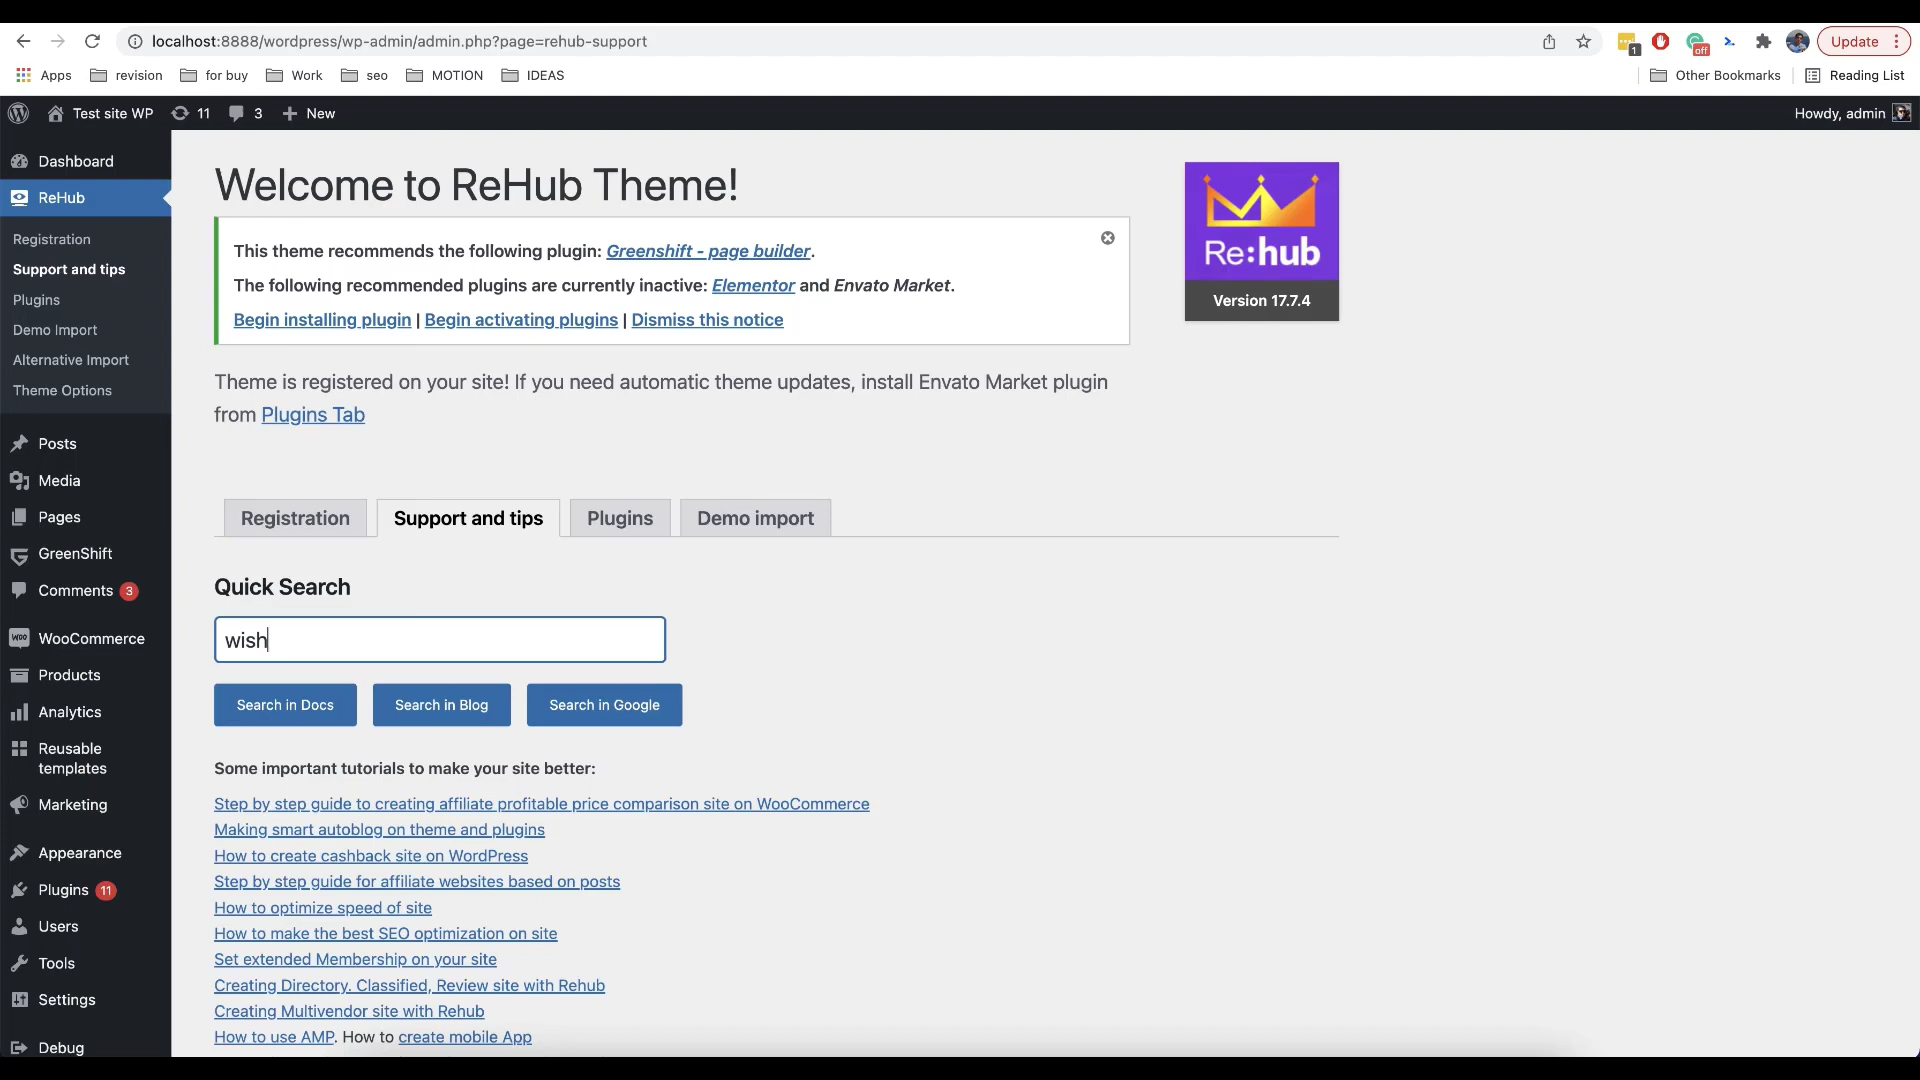 localhost:8888/wordpress/wp-admin/admin.php?page=rehub-support
1
off
Update
Apps
revision
for buy
Work
seo
MOTION
IDEAS
Other Bookmarks
Reading List
Test site WP
11
3
New
Howdy, admin
Dashboard
ReHub
Registration
Support and tips
Plugins
Demo Import
Alternative Import
Theme Options
Posts
Media
Pages
GreenShift
Comments 3
WooCommerce
Products
Analytics
Reusable
templates
Marketing
Appearance
Plugins 11
Users
Tools
Settings
Debug
Welcome to ReHub Theme!
This theme recommends the following plugin: Greenshift - page builder.
The following recommended plugins are currently inactive: Elementor and Envato Market.
Begin installing plugin | Begin activating plugins | Dismiss this notice
Re:hub
Version 17.7.4
Theme is registered on your site! If you need automatic theme updates, install Envato Market plugin
from Plugins Tab
Registration
Support and tips
Plugins
Demo import
Quick Search
wish
Search in Docs
Search in Blog
Search in Google
Some important tutorials to make your site better:
Step by step guide to creating affiliate profitable price comparison site on WooCommerce
Making smart autoblog on theme and plugins
How to create cashback site on WordPress
Step by step guide for affiliate websites based on posts
How to optimize speed of site
How to make the best SEO optimization on site
Set extended Membership on your site
Creating Directory. Classified, Review site with Rehub
Creating Multivendor site with Rehub
How to use AMP. How to create mobile App